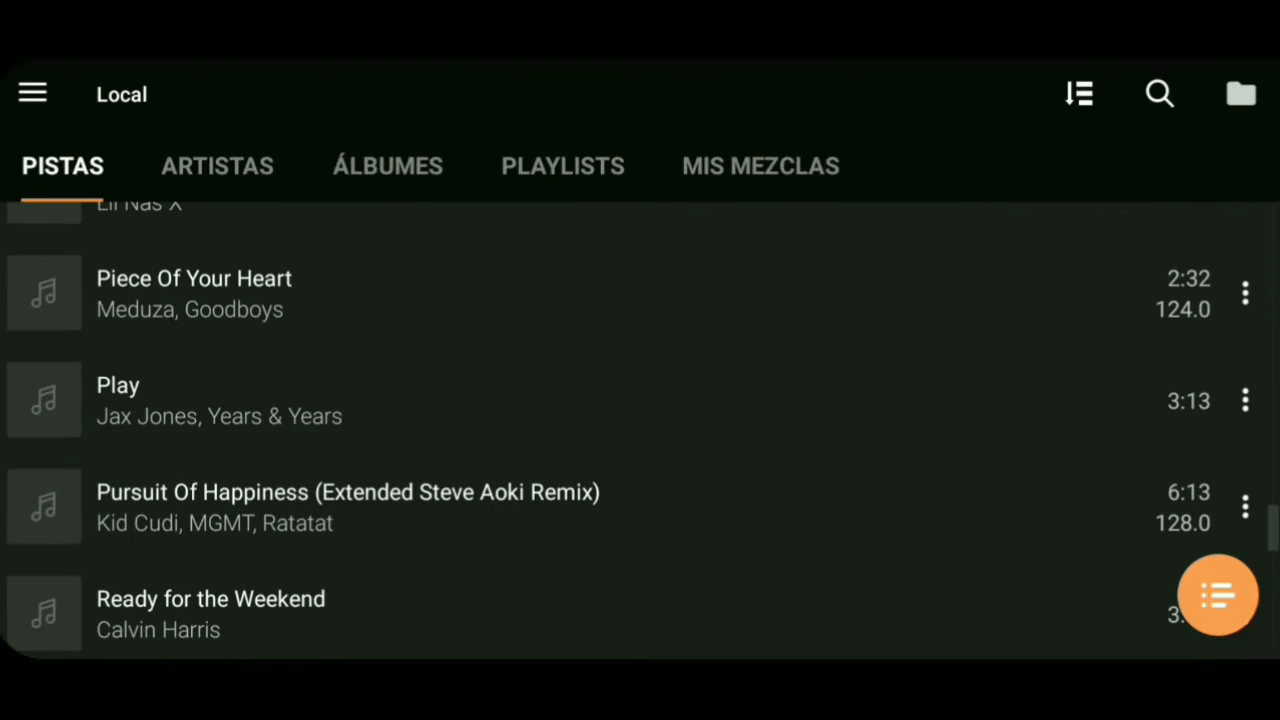 Local
PISTAS ARTISTAS ÁLBUMES PLAYLISTS MIS MEZCLAS
Lil Nas X
Piece Of Your Heart 2:32
Meduza, Goodboys 124.0
Play
Jax Jones, Years & Years 3:13
Pursuit Of Happiness (Extended Steve Aoki Remix) 6:13
Kid Cudi, MGMT, Ratatat 128.0
Ready for the Weekend
Calvin Harris